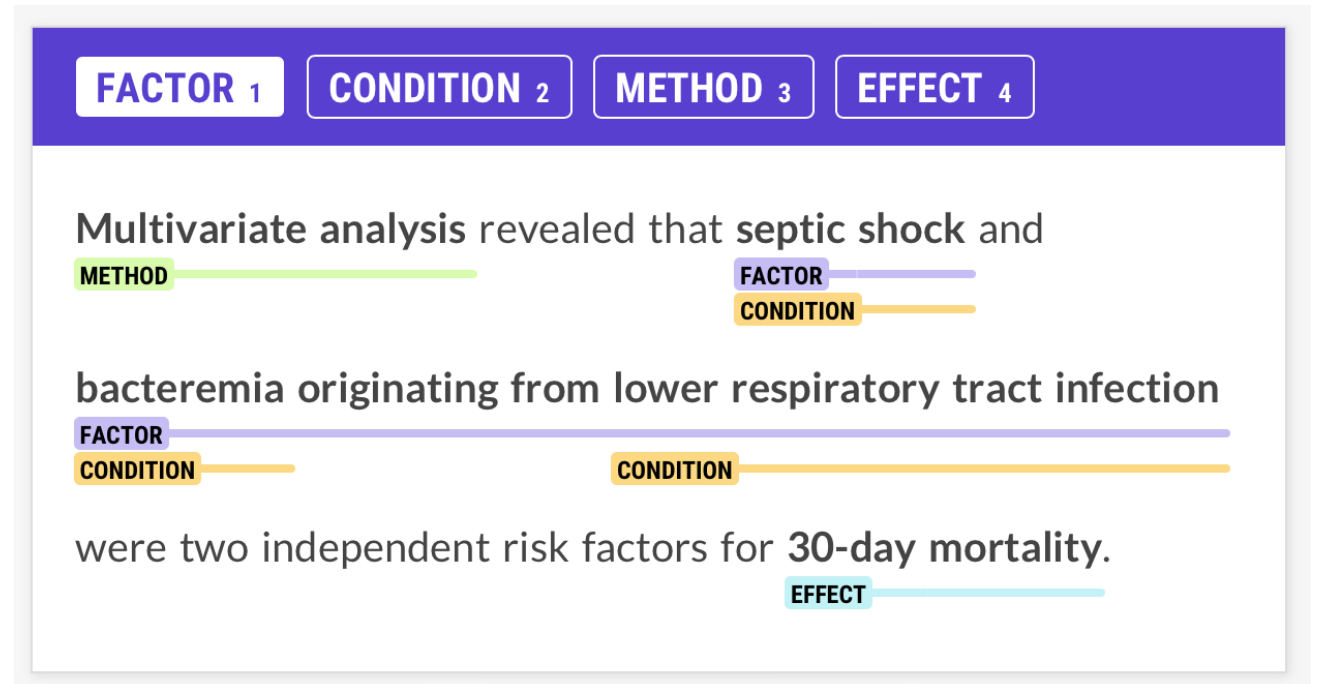 FACTOR 1 CONDITION 2 METHOD 3 EFFECT 4
Multivariate analysis revealed that septic shock and
METHOD FACTOR
CONDITION
bacteremia originating from lower respiratory tract infection
FACTOR
CONDITION CONDITION
were two independent risk factors for 30-day mortality.
EFFECT